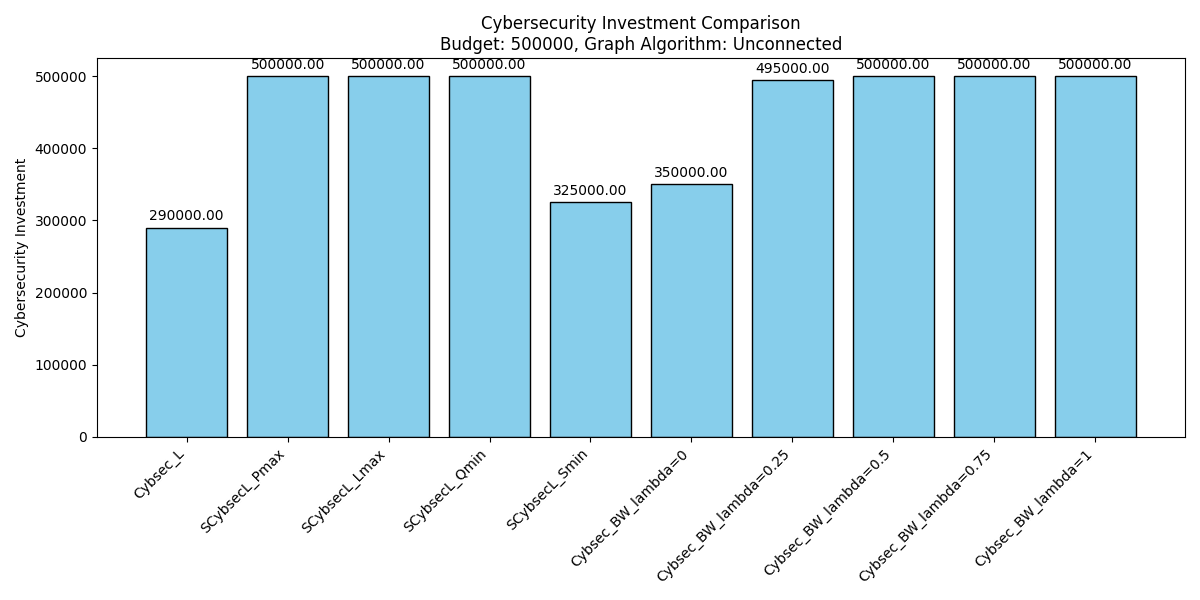 Cybersecurity Investment Comparison
Budget: 500000, Graph Algorithm: Unconnected
Cybersecurity Investment
500000
400000
300000
200000
100000
0
290000.00
500000.00
500000.00
500000.00
325000.00
350000.00
495000.00
500000.00
500000.00
500000.00
Cybsec_L
SCybsecL_Pmax
SCybsecL_Lmax
SCybsecL_Qmin
SCybsecL_Smin
Cybsec_BW_lambda=0
Cybsec_BW_lambda=0.25
Cybsec_BW_lambda=0.5
Cybsec_BW_lambda=0.75
Cybsec_BW_lambda=1